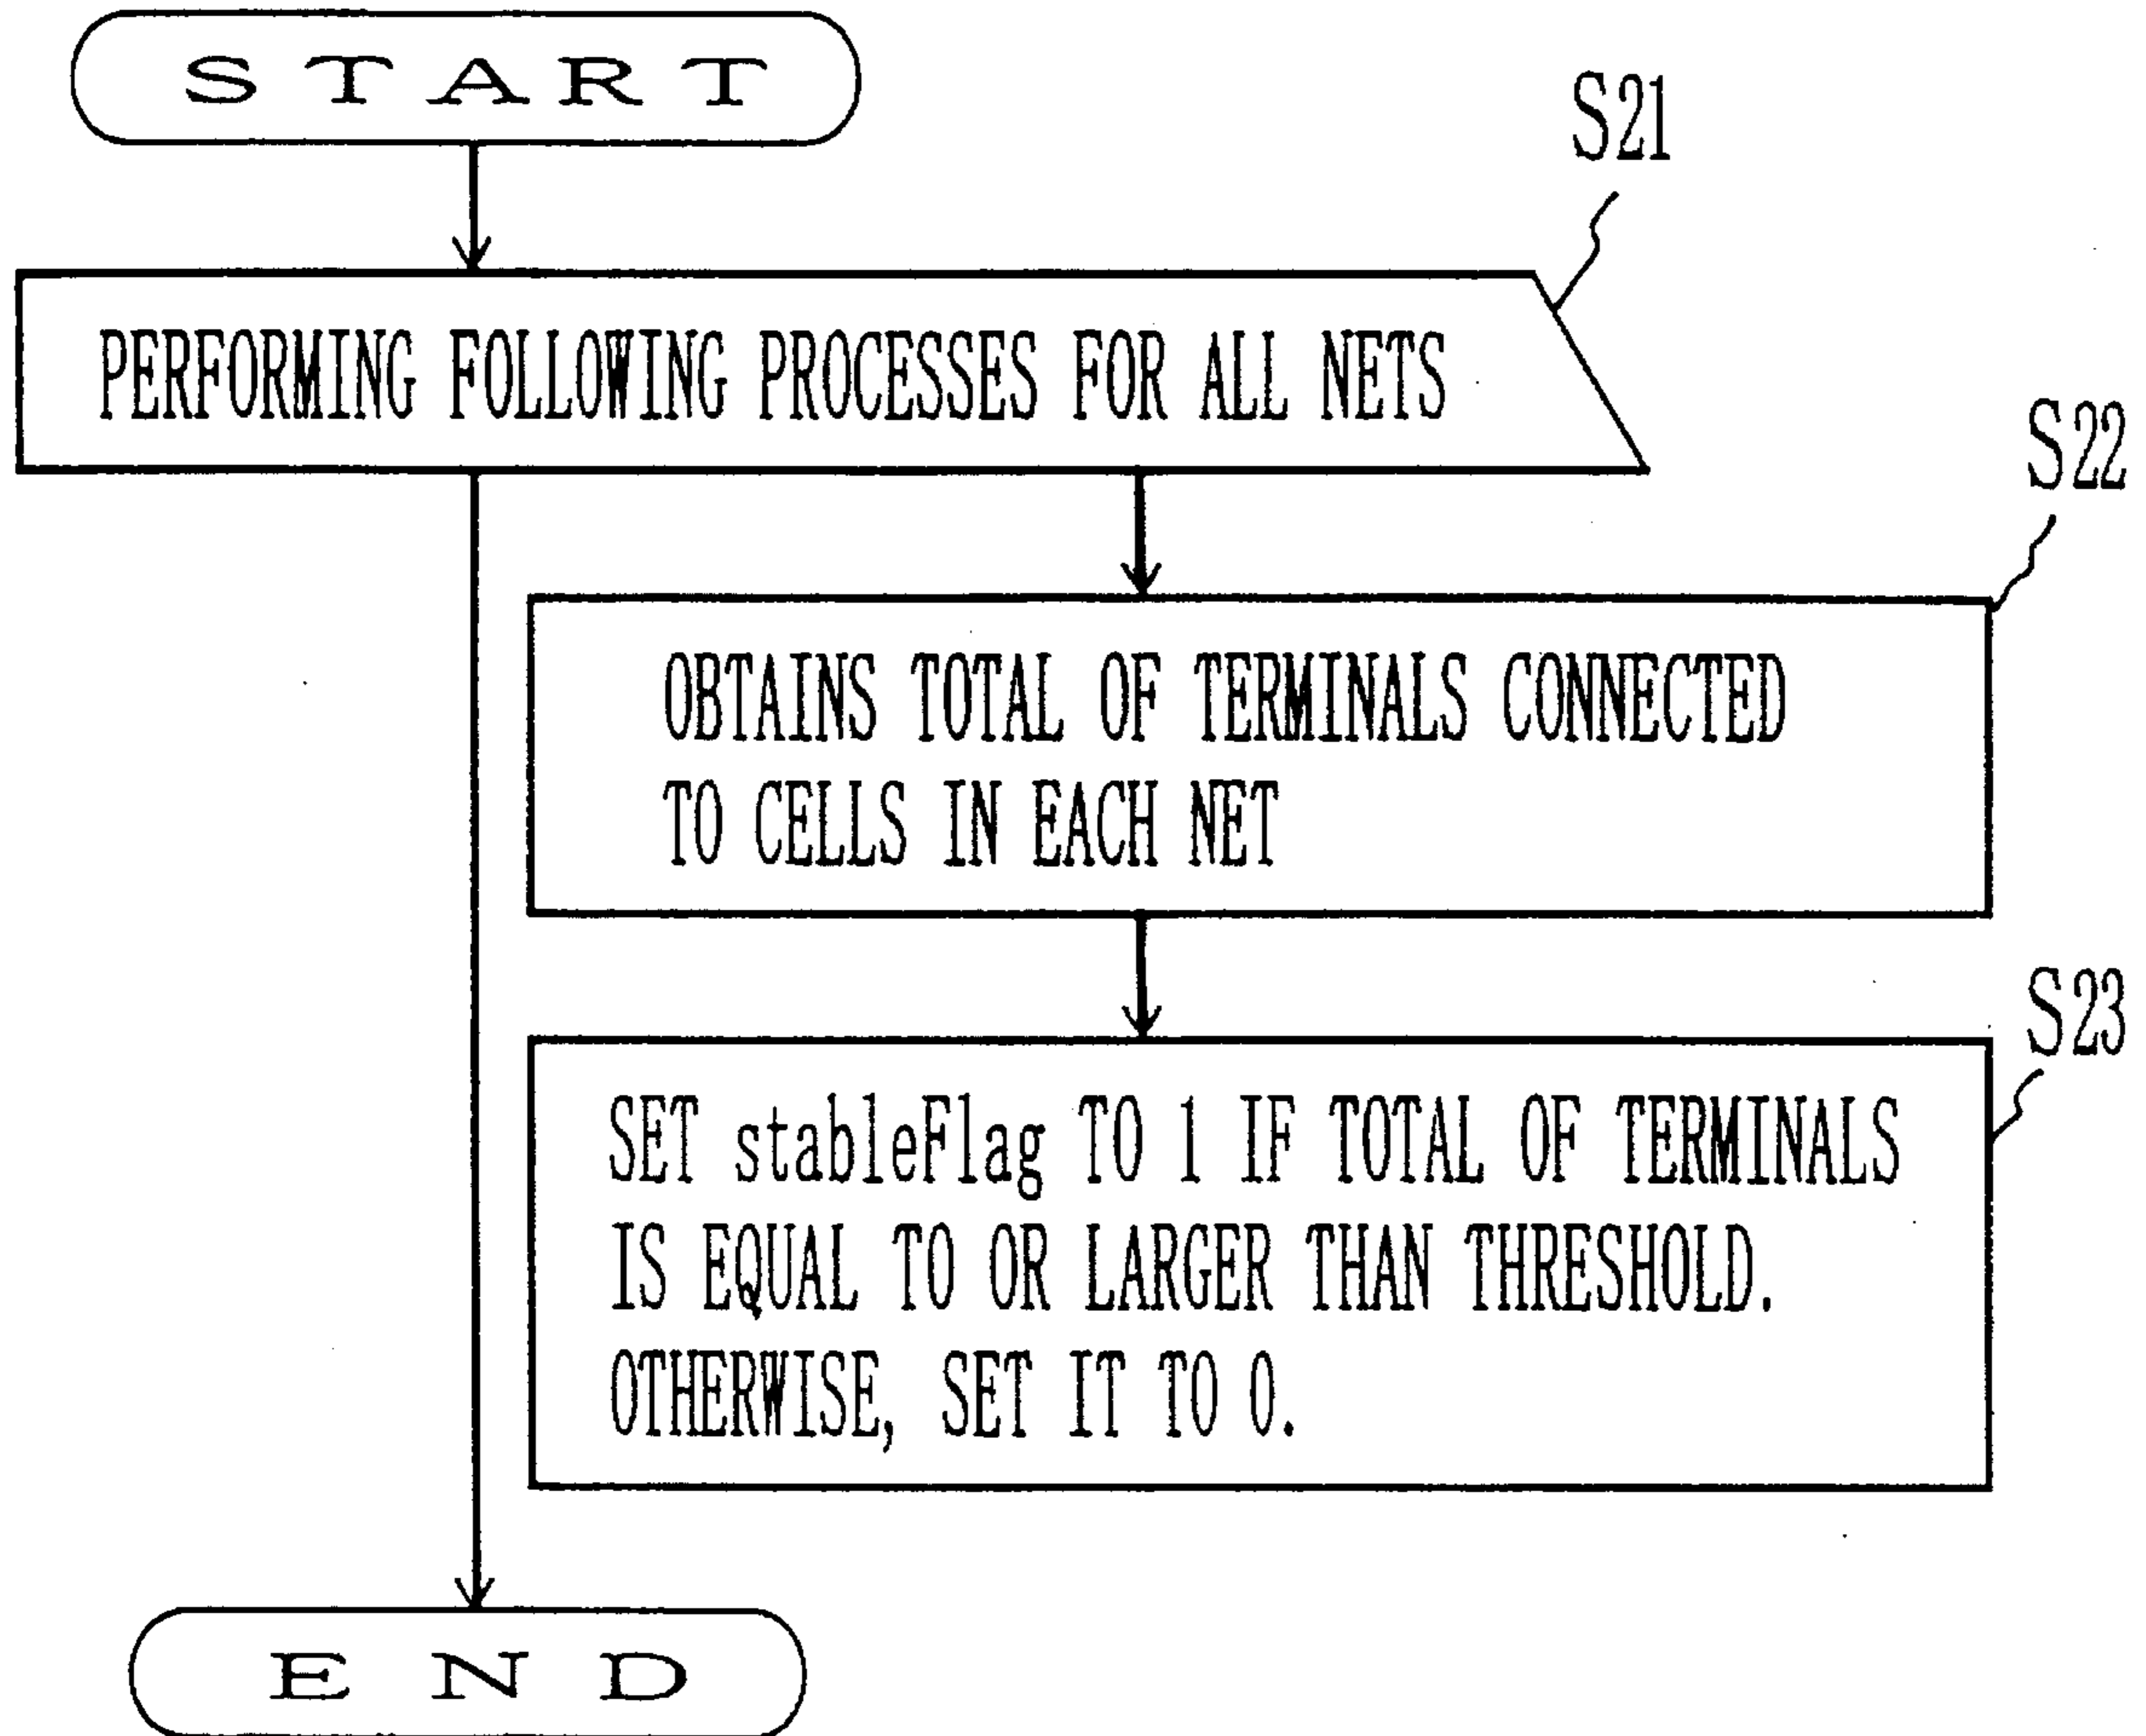 START
S21
PERFORMING FOLLOWING PROCESSES FOR ALL NETS
S22
OBTAINS TOTAL OF TERMINALS CONNECTED
TO CELLS IN EACH NET
S23
SET stableFlag TO 1 IF TOTAL OF TERMINALS
IS EQUAL TO OR LARGER THAN THRESHOLD.
OTHERWISE, SET IT TO 0.
END